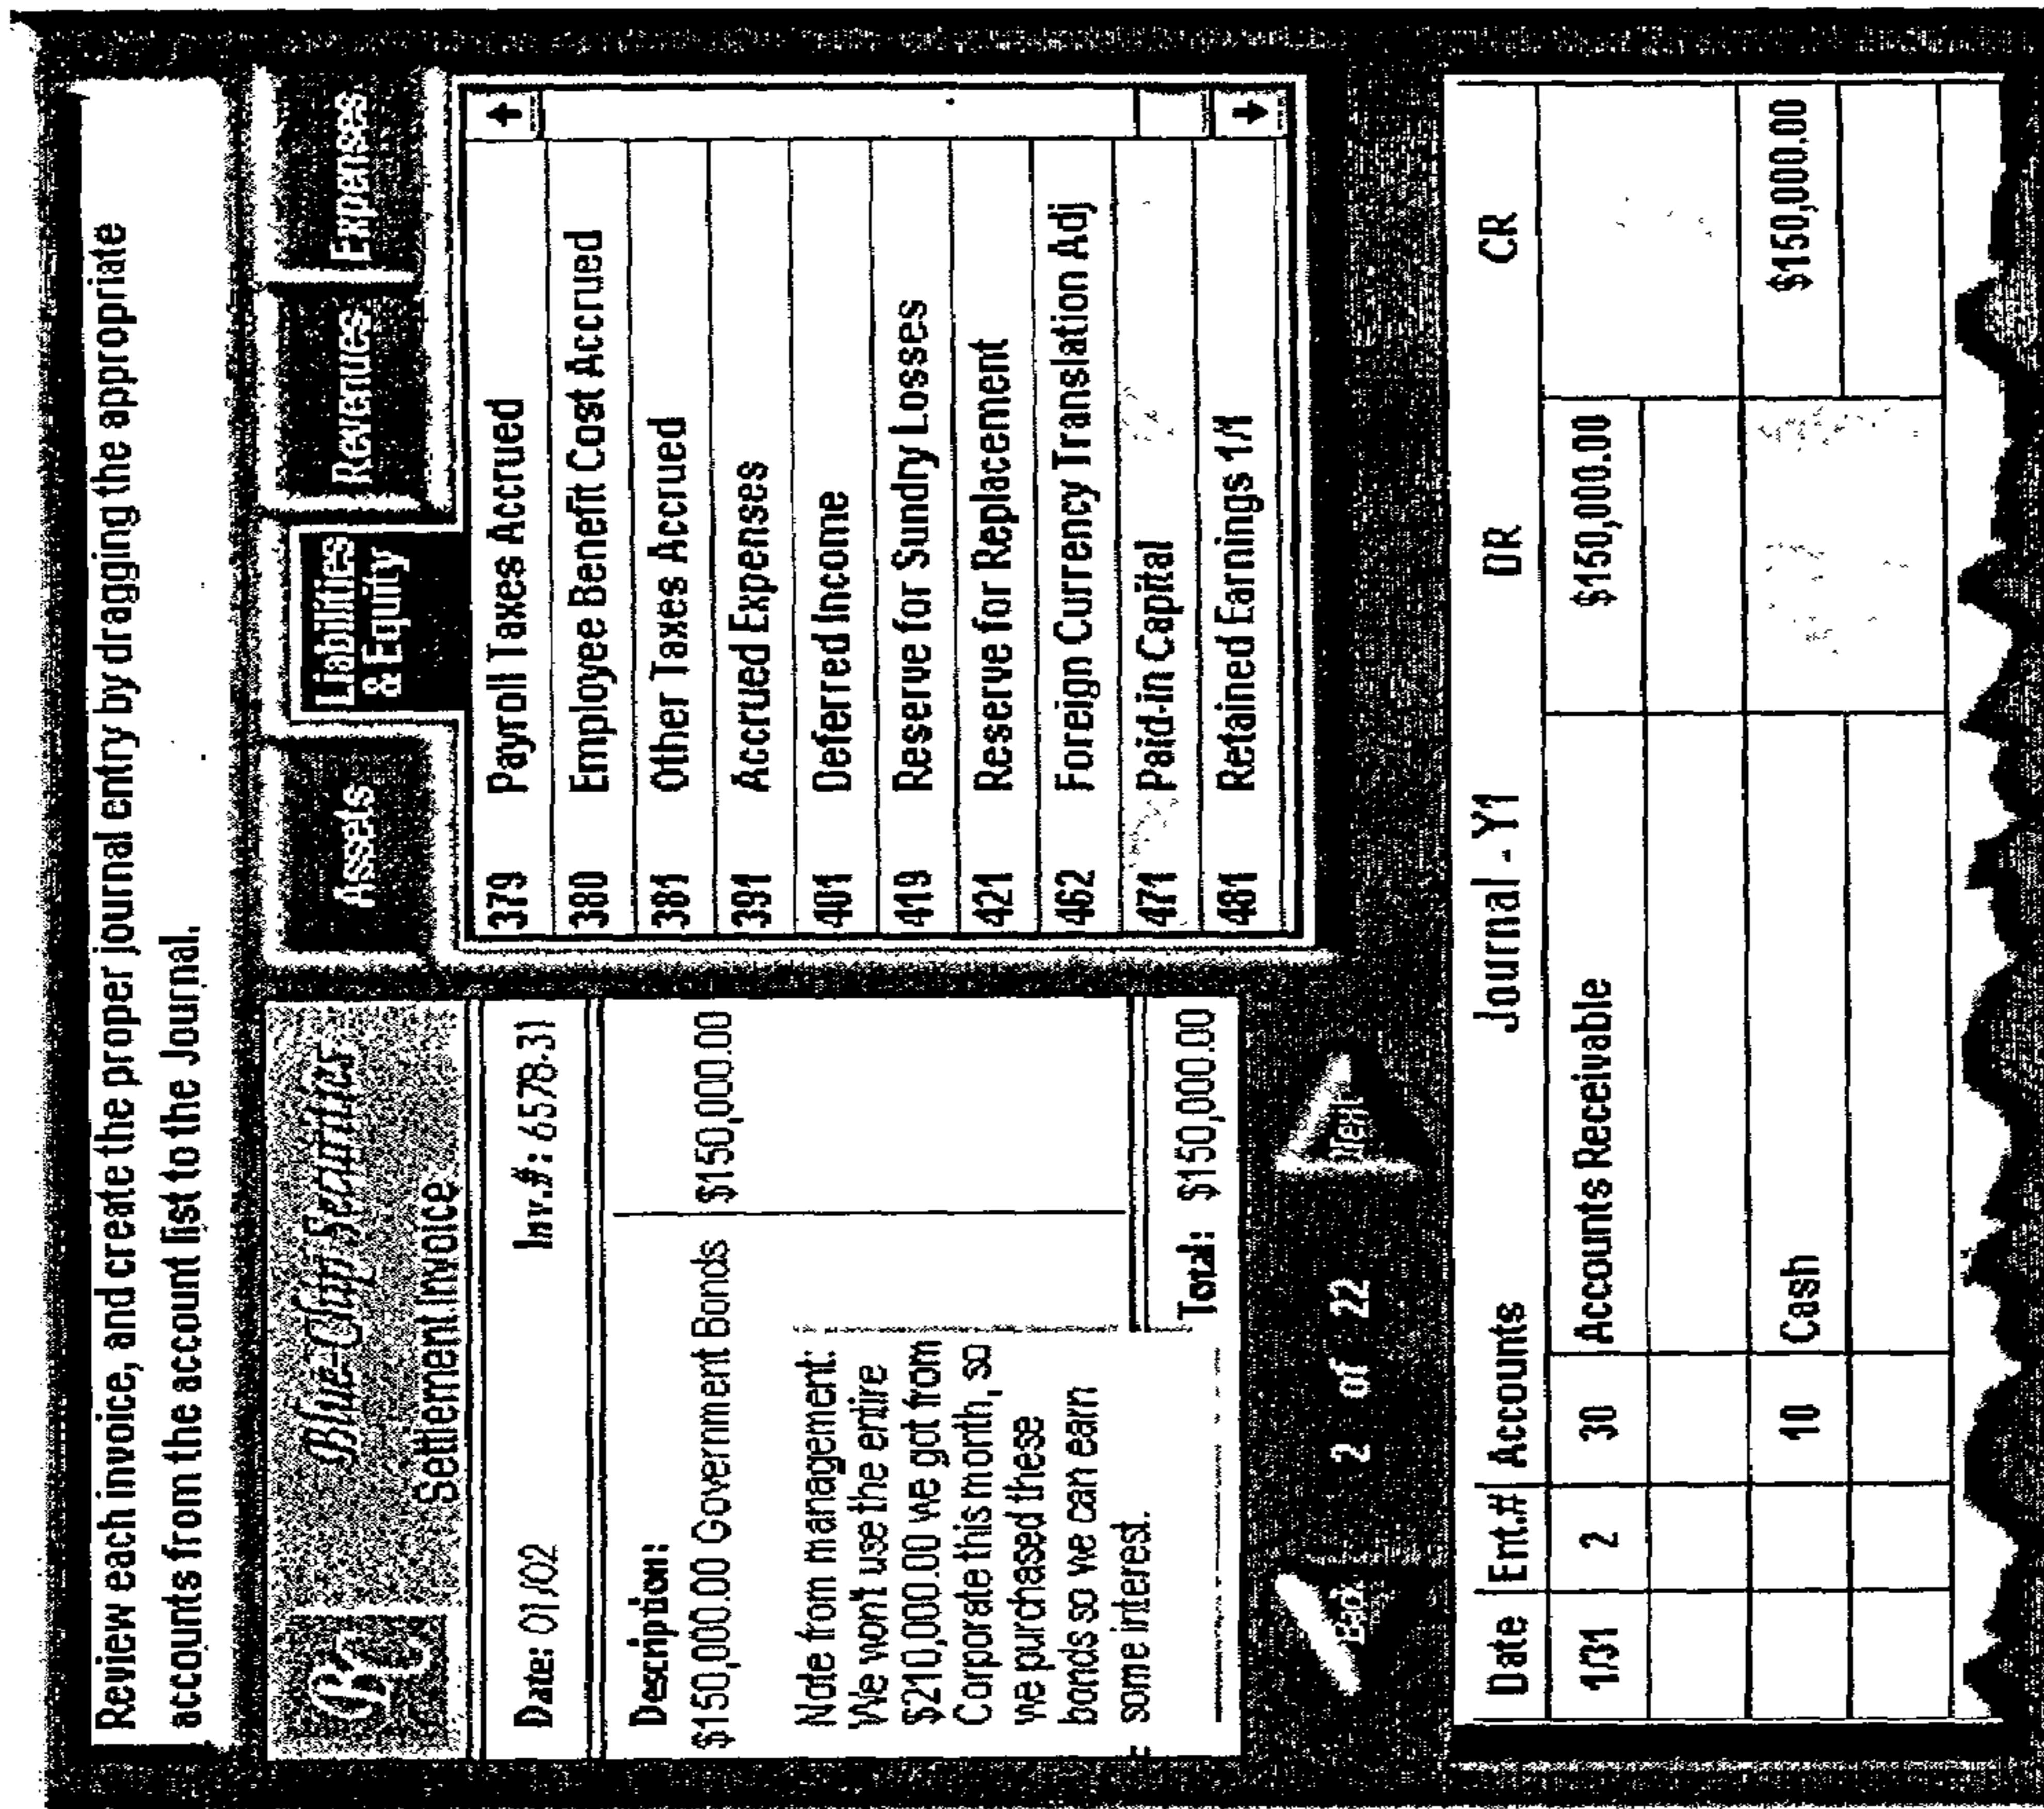 Review each invoice, and create the proper journal entry by dragging the appropriate
accounts from the account list to the Journal.
Blue Chip Securities
Settlement Invoice
Date: 01/02 Inv.#: 6578-31
Description:
$150,000.00 Government Bonds $150,000.00
Note from management:
We won't use the entire
$210,000.00 we got from
Corporate this month, so
we purchased these
bonds so we can earn
some interest.
Total: $150,000.00
Back 2 of 22 Next
Assets
Liabilities
& Equity
Revenues
Expenses
379 Payroll Taxes Accrued
380 Employee Benefit Cost Accrued
381 Other Taxes Accrued
391 Accrued Expenses
401 Deferred Income
419 Reserve for Sundry Losses
421 Reserve for Replacement
462 Foreign Currency Translation Adj
471 Paid-in Capital
481 Retained Earnings 1/1
Journal - Y1
Date Ent.# Accounts DR CR
1/31 2 30 Accounts Receivable $150,000.00
10 Cash $150,000.00